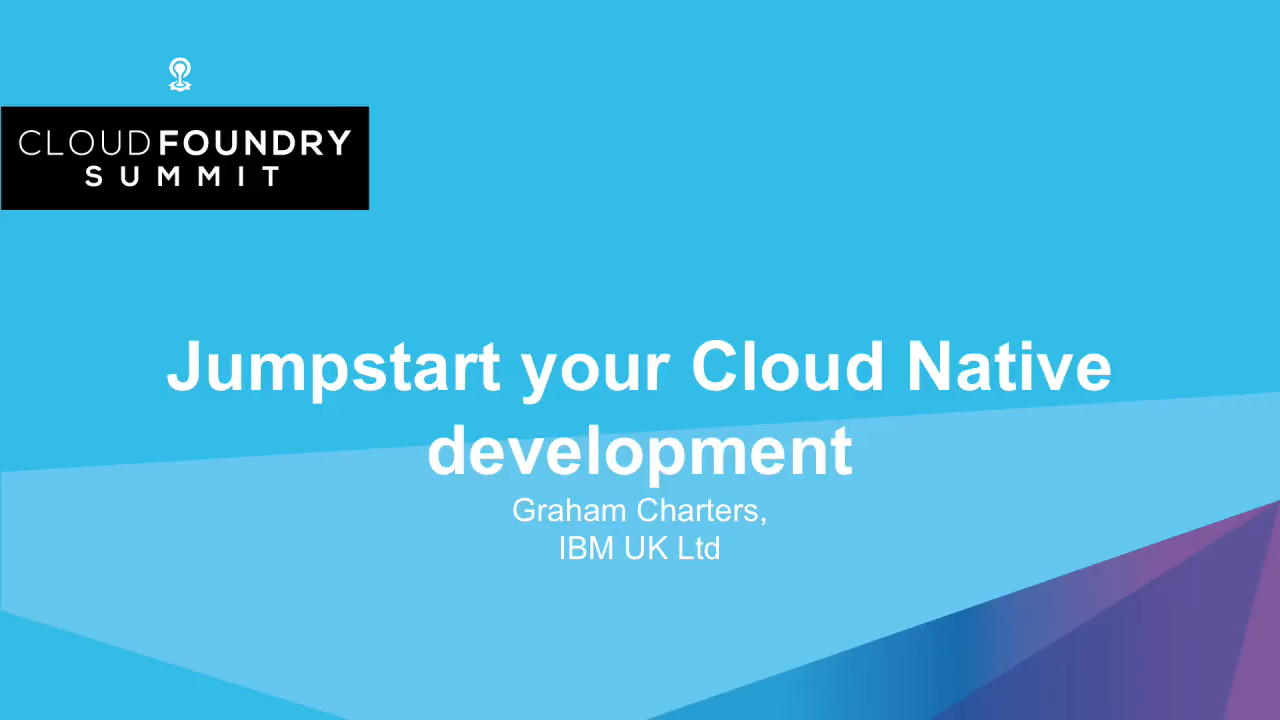 CLOUDFOUNDRY
SUMMIT
Jumpstart your Cloud Native
development
Graham Charters,
IBM UK Ltd